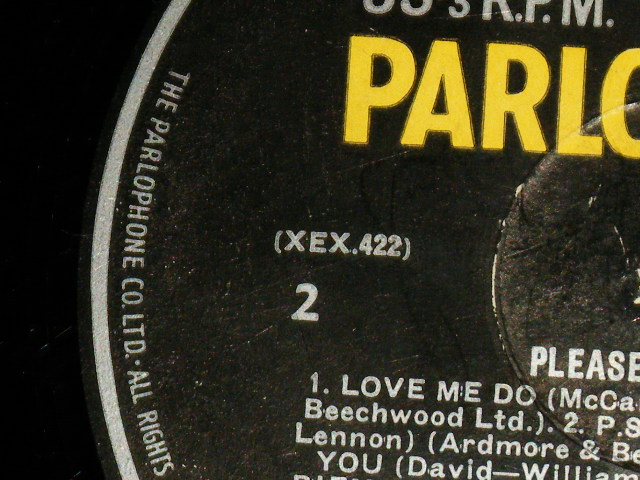 THE PARLOPHONE CO. LTD. · ALL RIGHTS
R.P.M.
PARLO
(XEX.422)
2
PLEASE
1. LOVE ME DO (McCa
Beechwood Ltd.). 2. P.S
Lennon) (Ardmore & Be
YOU (David—William